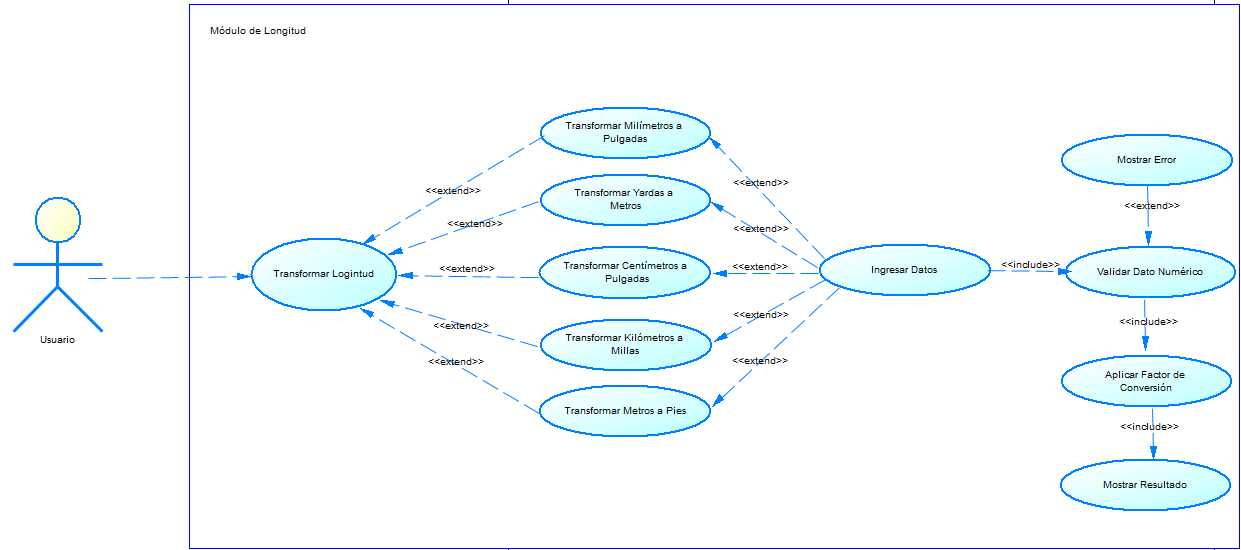 Módulo de Longitud
Transformar Milímetros a
Pulgadas
<<extend>>
<<extend>>
Mostrar Error
<<extend>>
Transformar Yardas a
Metros
<<extend>>
<<extend>>
Transformar Logintud
<<extend>>
Transformar Centímetros a
Pulgadas
<<extend>>
Ingresar Datos
<<include>>
Validar Dato Numérico
<<extend>>
Transformar Kilómetros a
Millas
<<extend>>
<<include>>
Usuario
<<extend>>
<<extend>>
Aplicar Factor de
Conversión
Transformar Metros a Pies
<<include>>
Mostrar Resultado